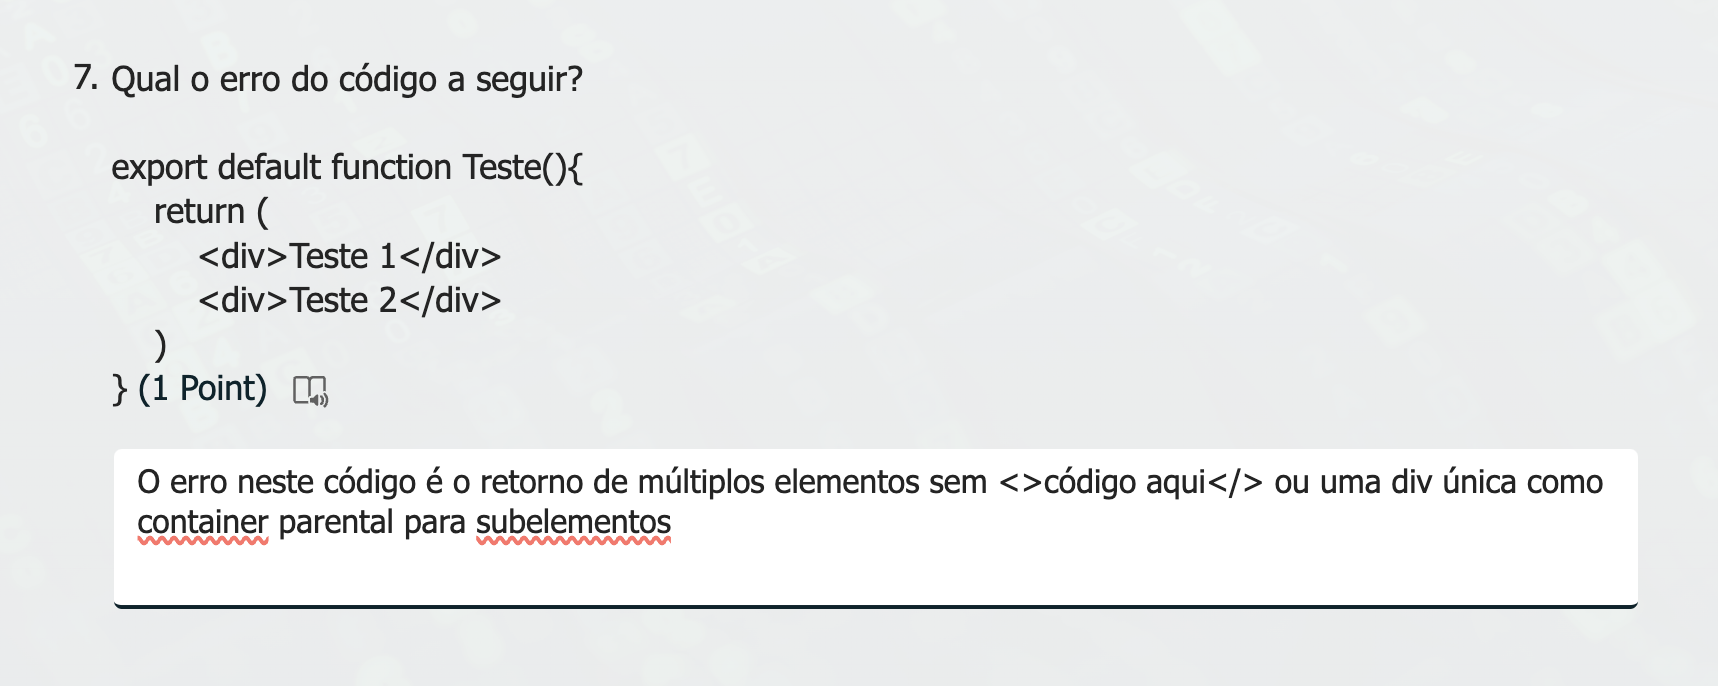 7. Qual o erro do código a seguir?
export default function Teste(){
return (
<div>Teste 1</div>
<div>Teste 2</div>
)
} (1 Point)
O erro neste código é o retorno de múltiplos elementos sem <>código aqui</> ou uma div única como
container parental para subelementos